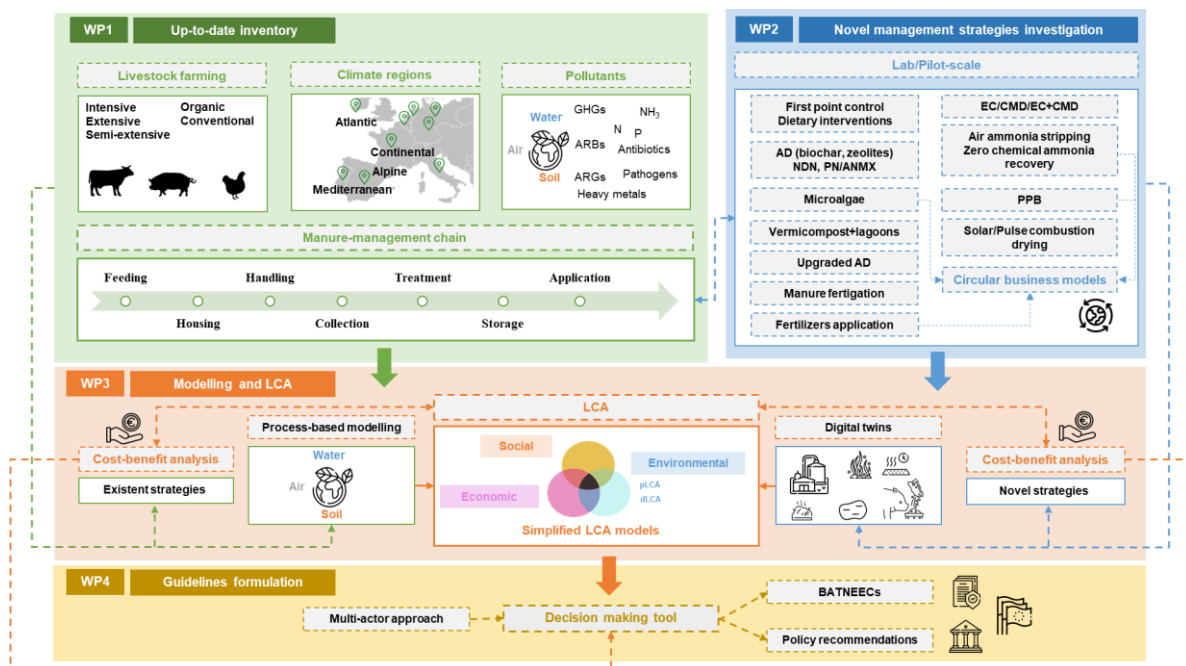 WP1
Up-to-date inventory
Livestock farming
Intensive
Extensive
Semi-extensive
Organic
Conventional
Climate regions
Atlantic
Continental
Alpine
Mediterranean
Pollutants
Water
Air
Soil
GHGs
NH3
N
P
ARBs
Antibiotics
ARGs
Pathogens
Heavy metals
Manure-management chain
Feeding
Handling
Treatment
Application
Housing
Collection
Storage
WP2
Novel management strategies investigation
Lab/Pilot-scale
First point control
Dietary interventions
AD (biochar, zeolites)
NDN, PN/ANMX
Microalgae
Vermicompost+lagoons
Upgraded AD
Manure fertigation
Fertilizers application
EC/CMD/EC+CMD
Air ammonia stripping
Zero chemical ammonia
recovery
PPB
Solar/Pulse combustion
drying
Circular business models
WP3
Modelling and LCA
Cost-benefit analysis
Existent strategies
Process-based modelling
Water
Air
Soil
LCA
Social
Environmental
pLCA
dLCA
Economic
Simplified LCA models
Digital twins
Cost-benefit analysis
Novel strategies
WP4
Guidelines formulation
Multi-actor approach
Decision making tool
BATNEECs
Policy recommendations